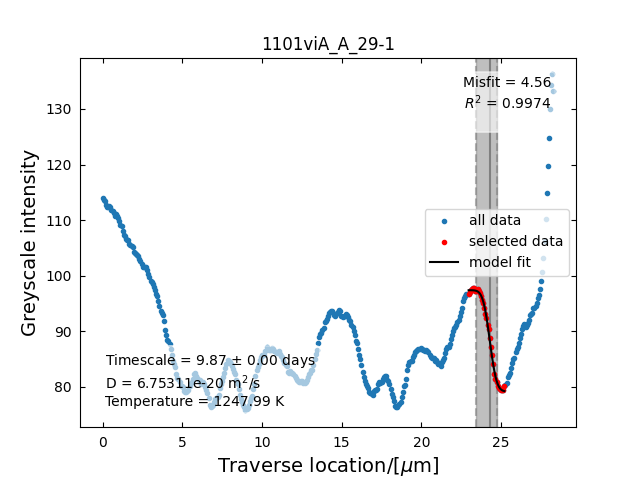 1101viA_A_29-1
Misfit = 4.56
R² = 0.9974
Greyscale intensity
130
120
110
100
90
80
all data
selected data
model fit
Timescale = 9.87 ± 0.00 days
D = 6.75311e-20 m²/s
Temperature = 1247.99 K
0 5 10 15 20 25
Traverse location/[μm]